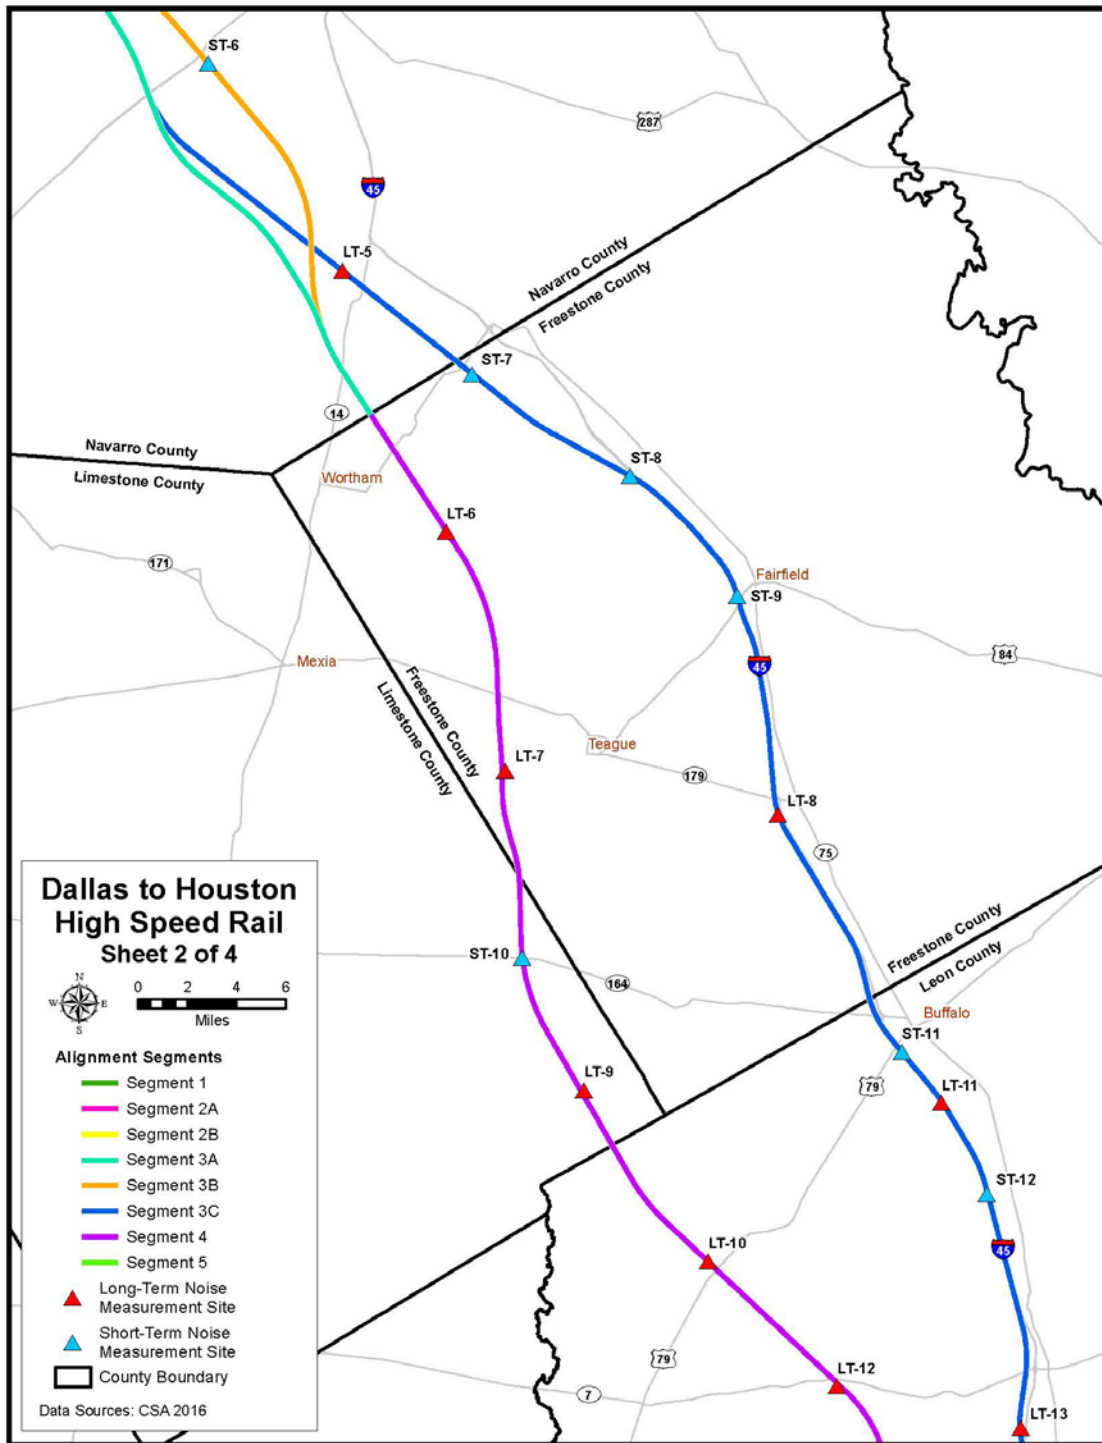 ST-6
287
45
LT-5
Navarro County
Freestone County
ST-7
14
Navarro County
Limestone County
Wortham
ST-8
LT-6
171
Fairfield
ST-9
84
45
Mexia
Freestone County
Limestone County
Teague
LT-7
179
LT-8
75
Dallas to Houston
High Speed Rail
Sheet 2 of 4
N
W
E
S
0 2 4 6
Miles
ST-10
164
Freestone County
Leon County
Buffalo
ST-11
79
LT-9
LT-11
ST-12
45
LT-10
79
LT-12
7
LT-13
Alignment Segments
Segment 1
Segment 2A
Segment 2B
Segment 3A
Segment 3B
Segment 3C
Segment 4
Segment 5
Long-Term Noise
Measurement Site
Short-Term Noise
Measurement Site
County Boundary
Data Sources: CSA 2016